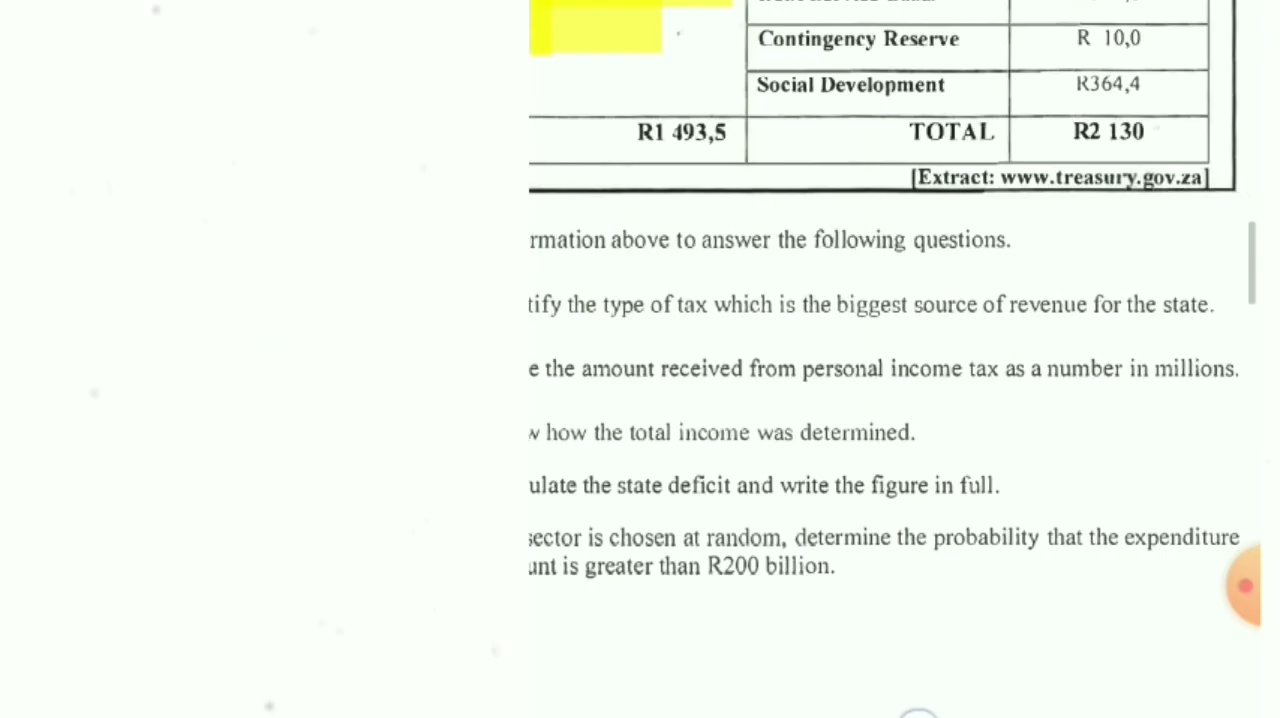 Contingency Reserve R 10,0
Social Development R364,4
R1 493,5 TOTAL R2 130
[Extract: www.treasury.gov.za]
rmation above to answer the following questions.
tify the type of tax which is the biggest source of revenue for the state.
e the amount received from personal income tax as a number in millions.
w how the total income was determined.
ulate the state deficit and write the figure in full.
sector is chosen at random, determine the probability that the expenditure
unt is greater than R200 billion.